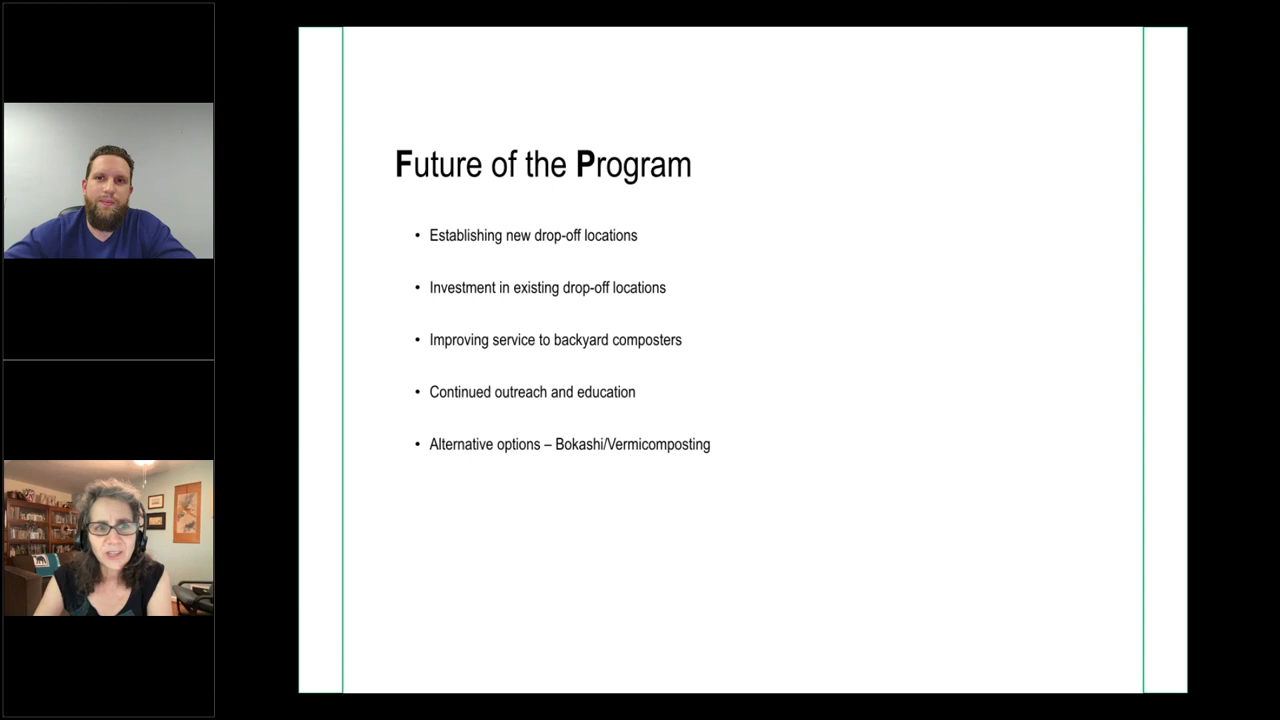 Future of the Program
• Establishing new drop-off locations
• Investment in existing drop-off locations
• Improving service to backyard composters
• Continued outreach and education
• Alternative options – Bokashi/Vermicomposting